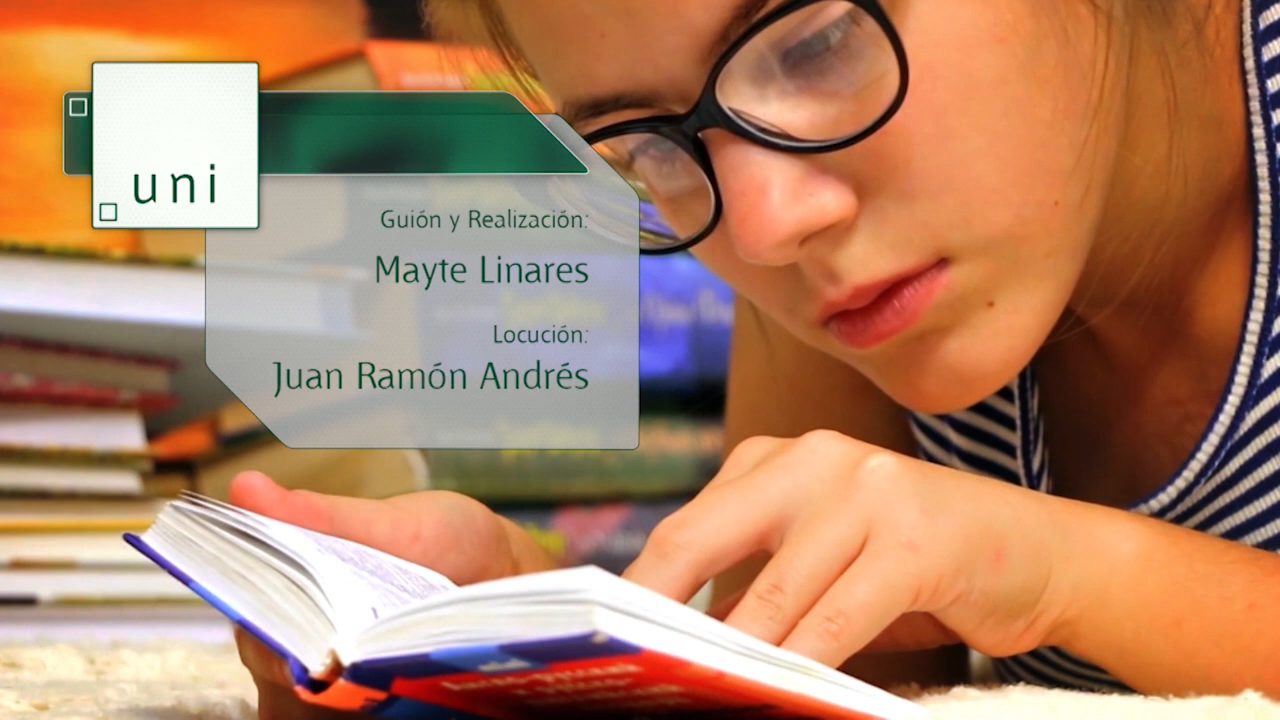 uni
Guión y Realización:
Mayte Linares
Locución:
Juan Ramón Andrés